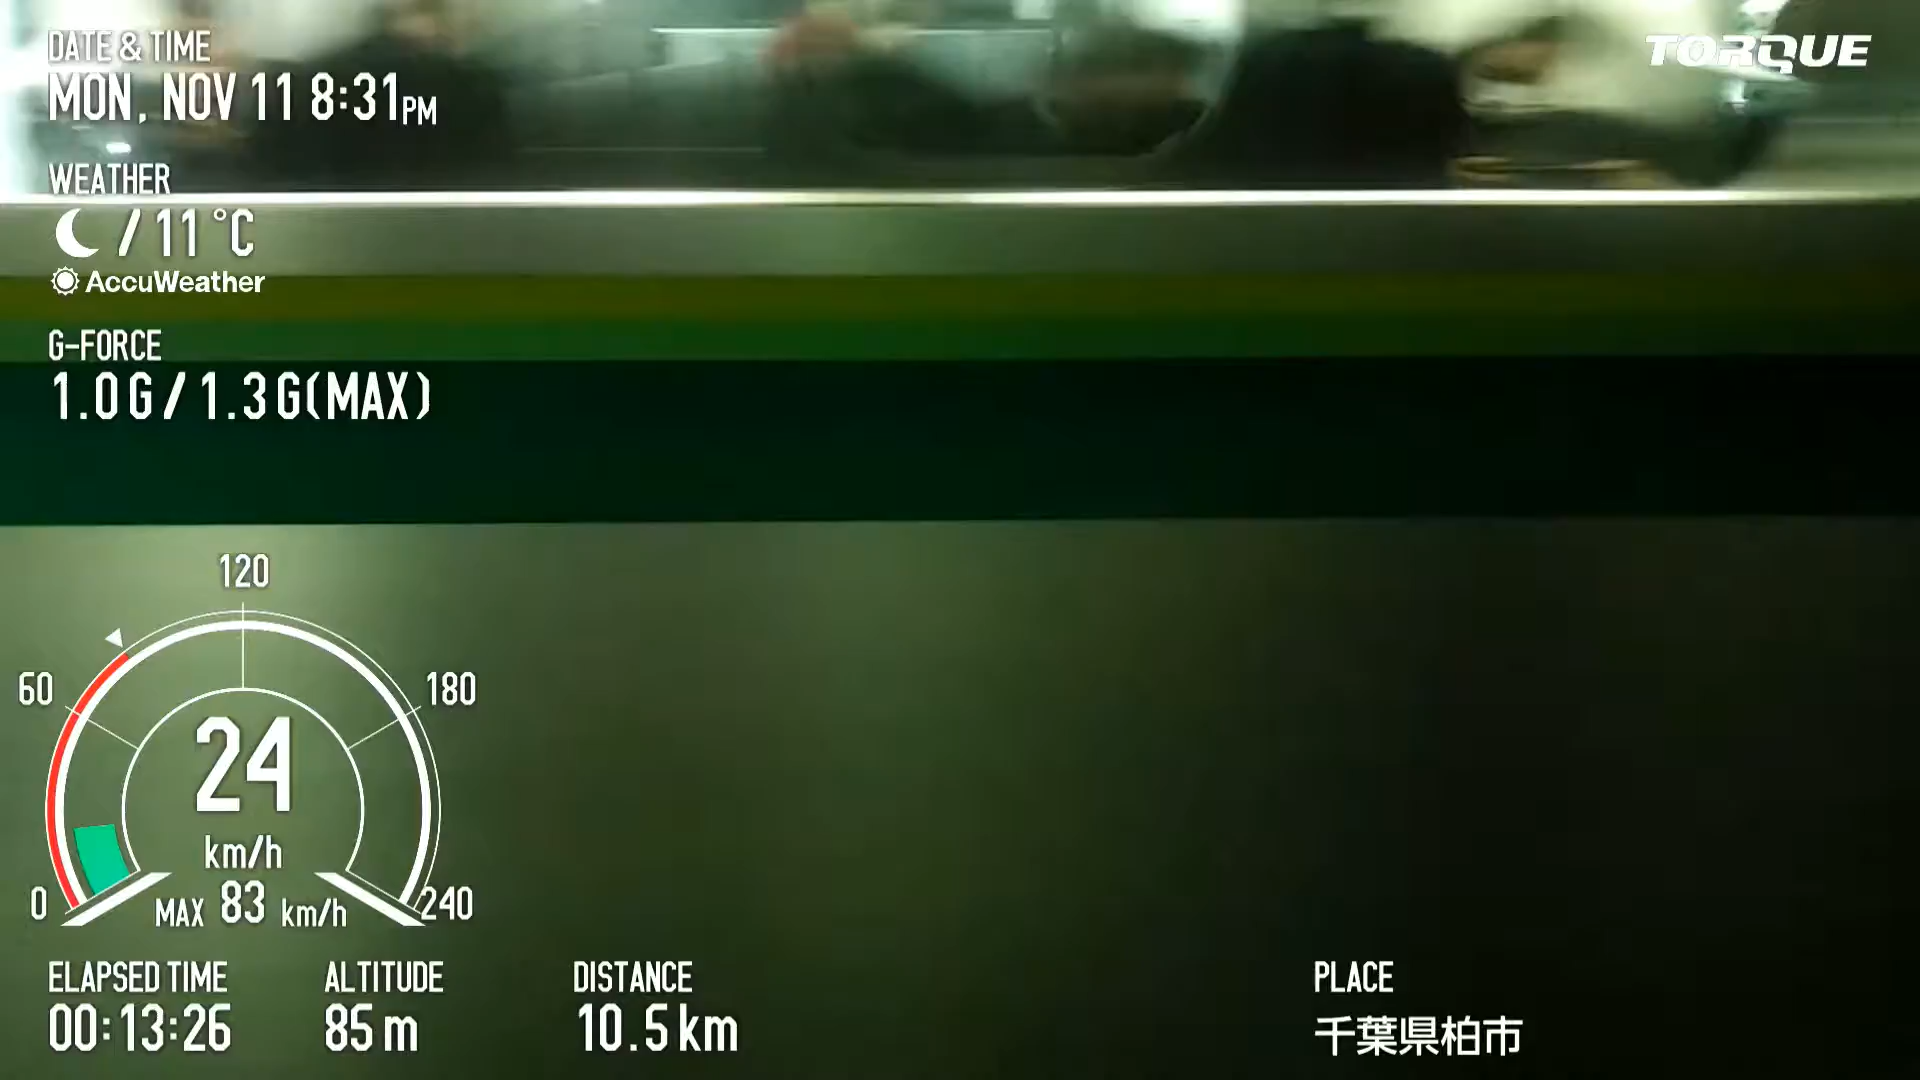 DATE & TIME
MON, NOV 11 8:31PM
TORQUE
WEATHER
/ 11 °C
AccuWeather
G-FORCE
1.0G / 1.3G(MAX)
120
60
180
24
km/h
0
MAX 83 km/h
240
ELAPSED TIME
00:13:26
ALTITUDE
85 m
DISTANCE
10.5 km
PLACE
千葉県柏市